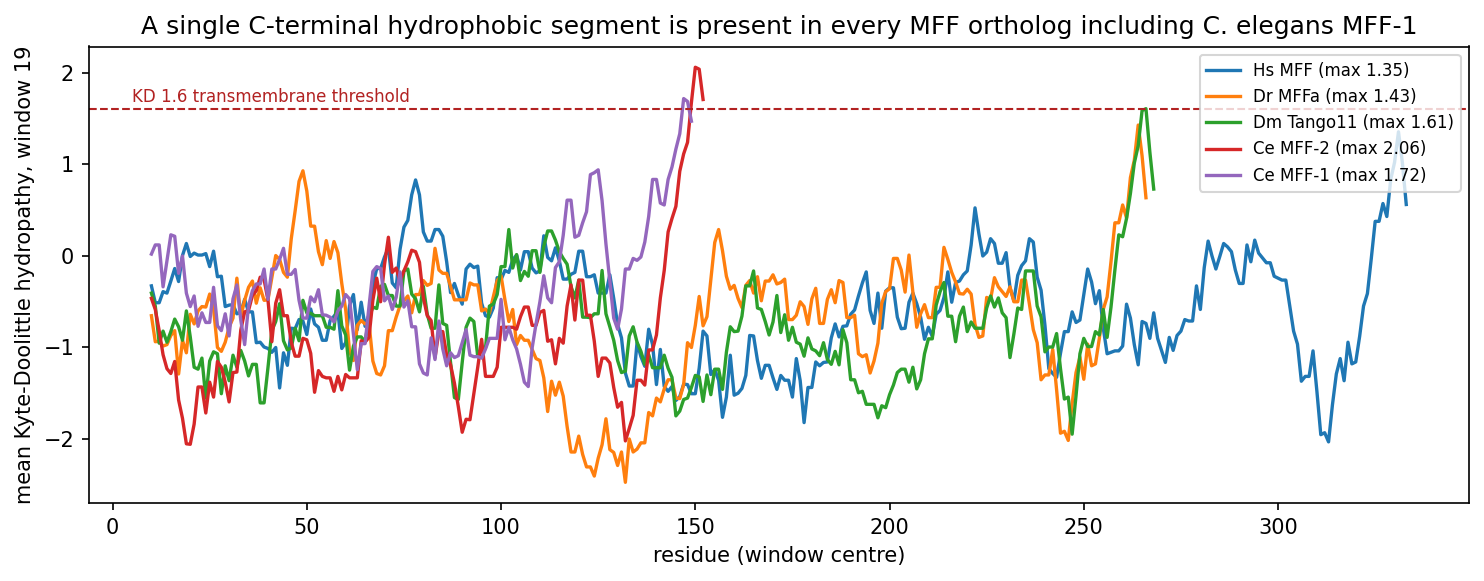 A single C-terminal hydrophobic segment is present in every MFF ortholog including C. elegans MFF-1
mean Kyte-Doolittle hydropathy, window 19
2
1
0
−1
−2
KD 1.6 transmembrane threshold
Hs MFF (max 1.35)
Dr MFFa (max 1.43)
Dm Tango11 (max 1.61)
Ce MFF-2 (max 2.06)
Ce MFF-1 (max 1.72)
0 50 100 150 200 250 300
residue (window centre)